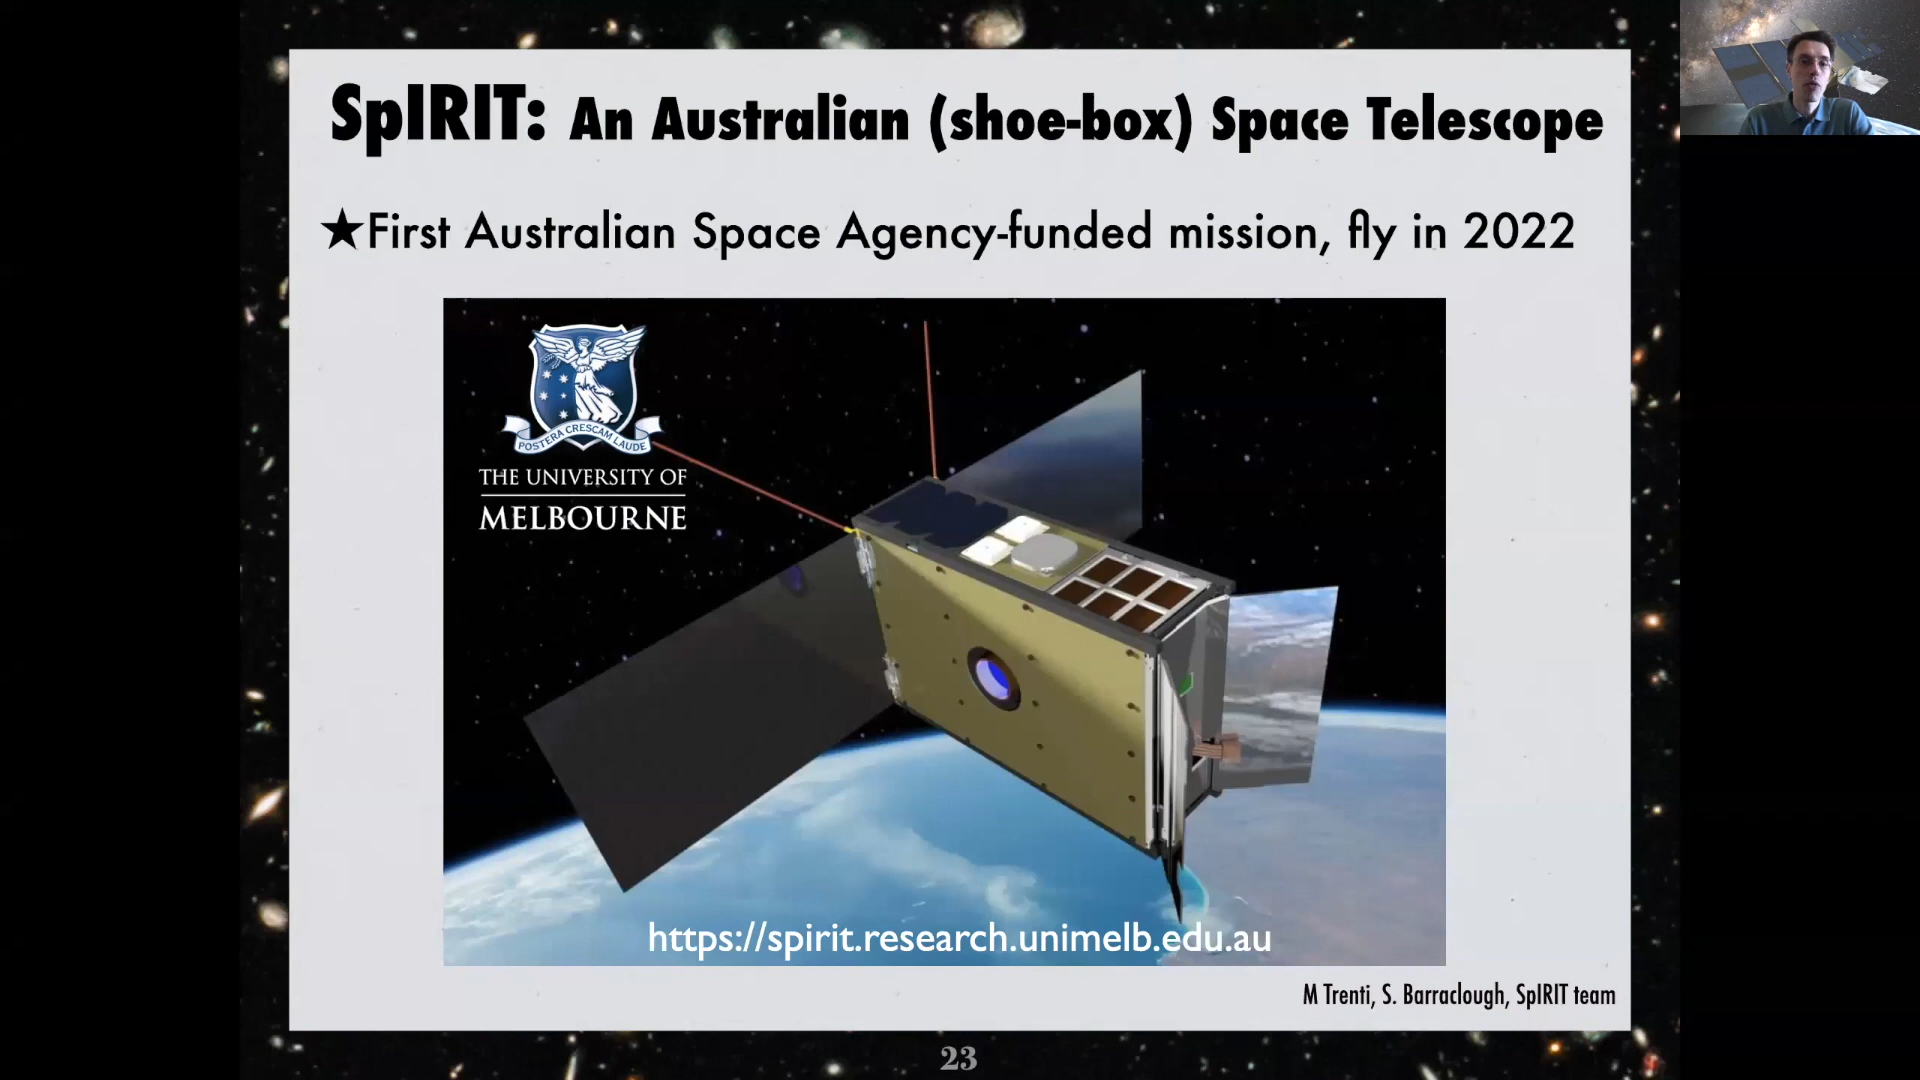 SpIRIT: An Australian (shoe-box) Space Telescope
★First Australian Space Agency-funded mission, fly in 2022
POSTERA CRESCAM LAUDE
THE UNIVERSITY OF
MELBOURNE
https://spirit.research.unimelb.edu.au
M Trenti, S. Barraclough, SpIRIT team
23